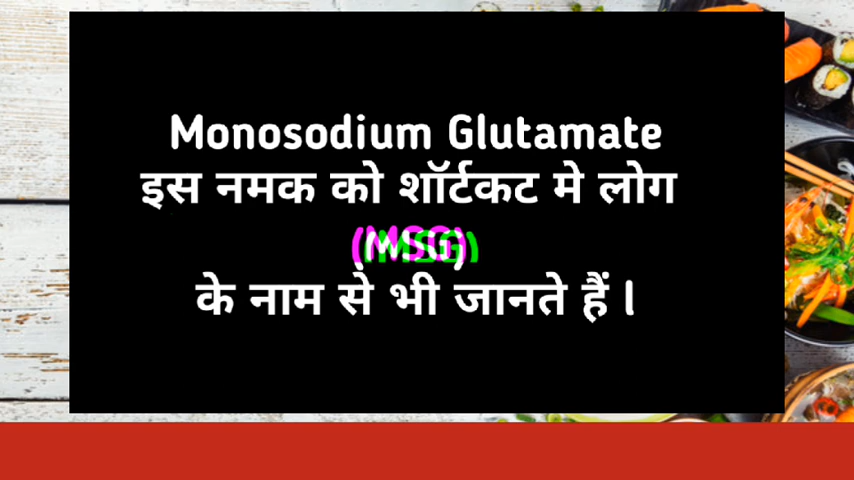 Monosodium Glutamate
इस नमक को शॉर्टकट मे लोग
(MSG)
के नाम से भी जानते हैं।